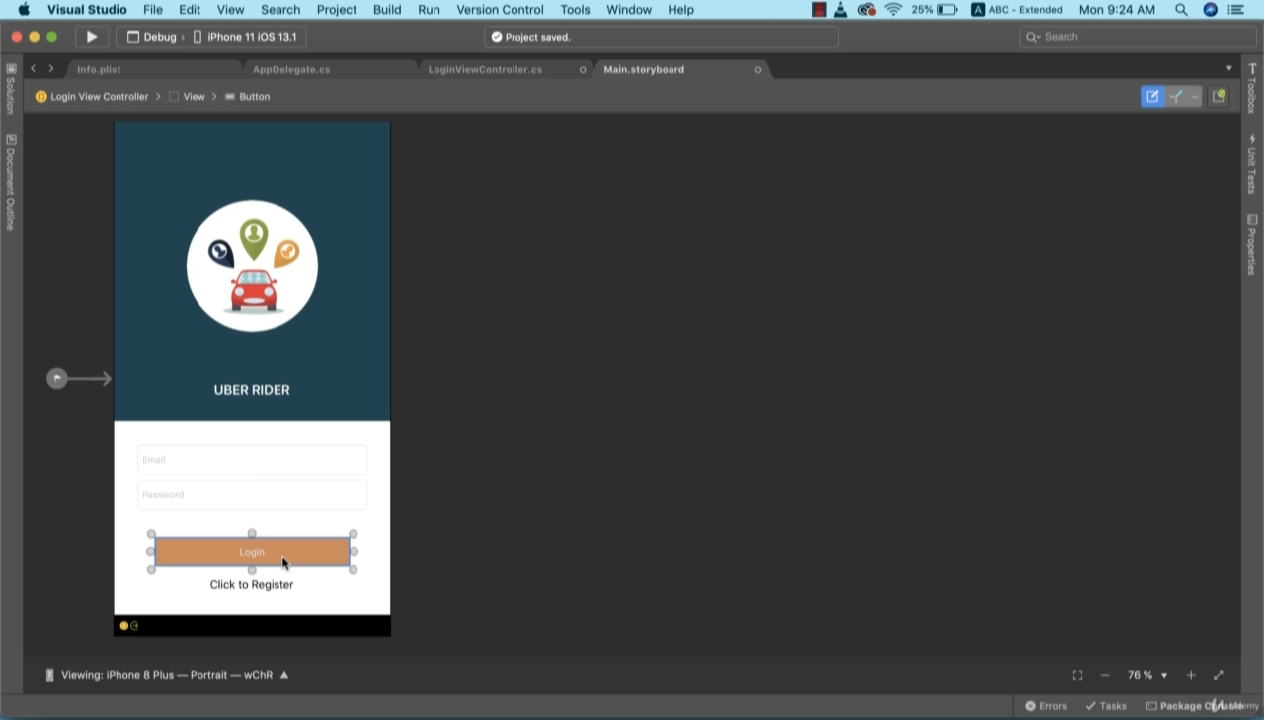 Visual Studio File Edit View Search Project Build Run Version Control Tools Window Help 25% A ABC - Extended Mon 9:24 AM
Debug › iPhone 11 iOS 13.1 Project saved. Search
Info.plist AppDelegate.cs LoginViewController.cs Main.storyboard
Login View Controller > View > Button
Solution
Document Outline
Toolbox
Unit Tests
Properties
UBER RIDER
Email
Password
Login
Click to Register
Viewing: iPhone 8 Plus — Portrait — wChR
76 %
Errors Tasks Package